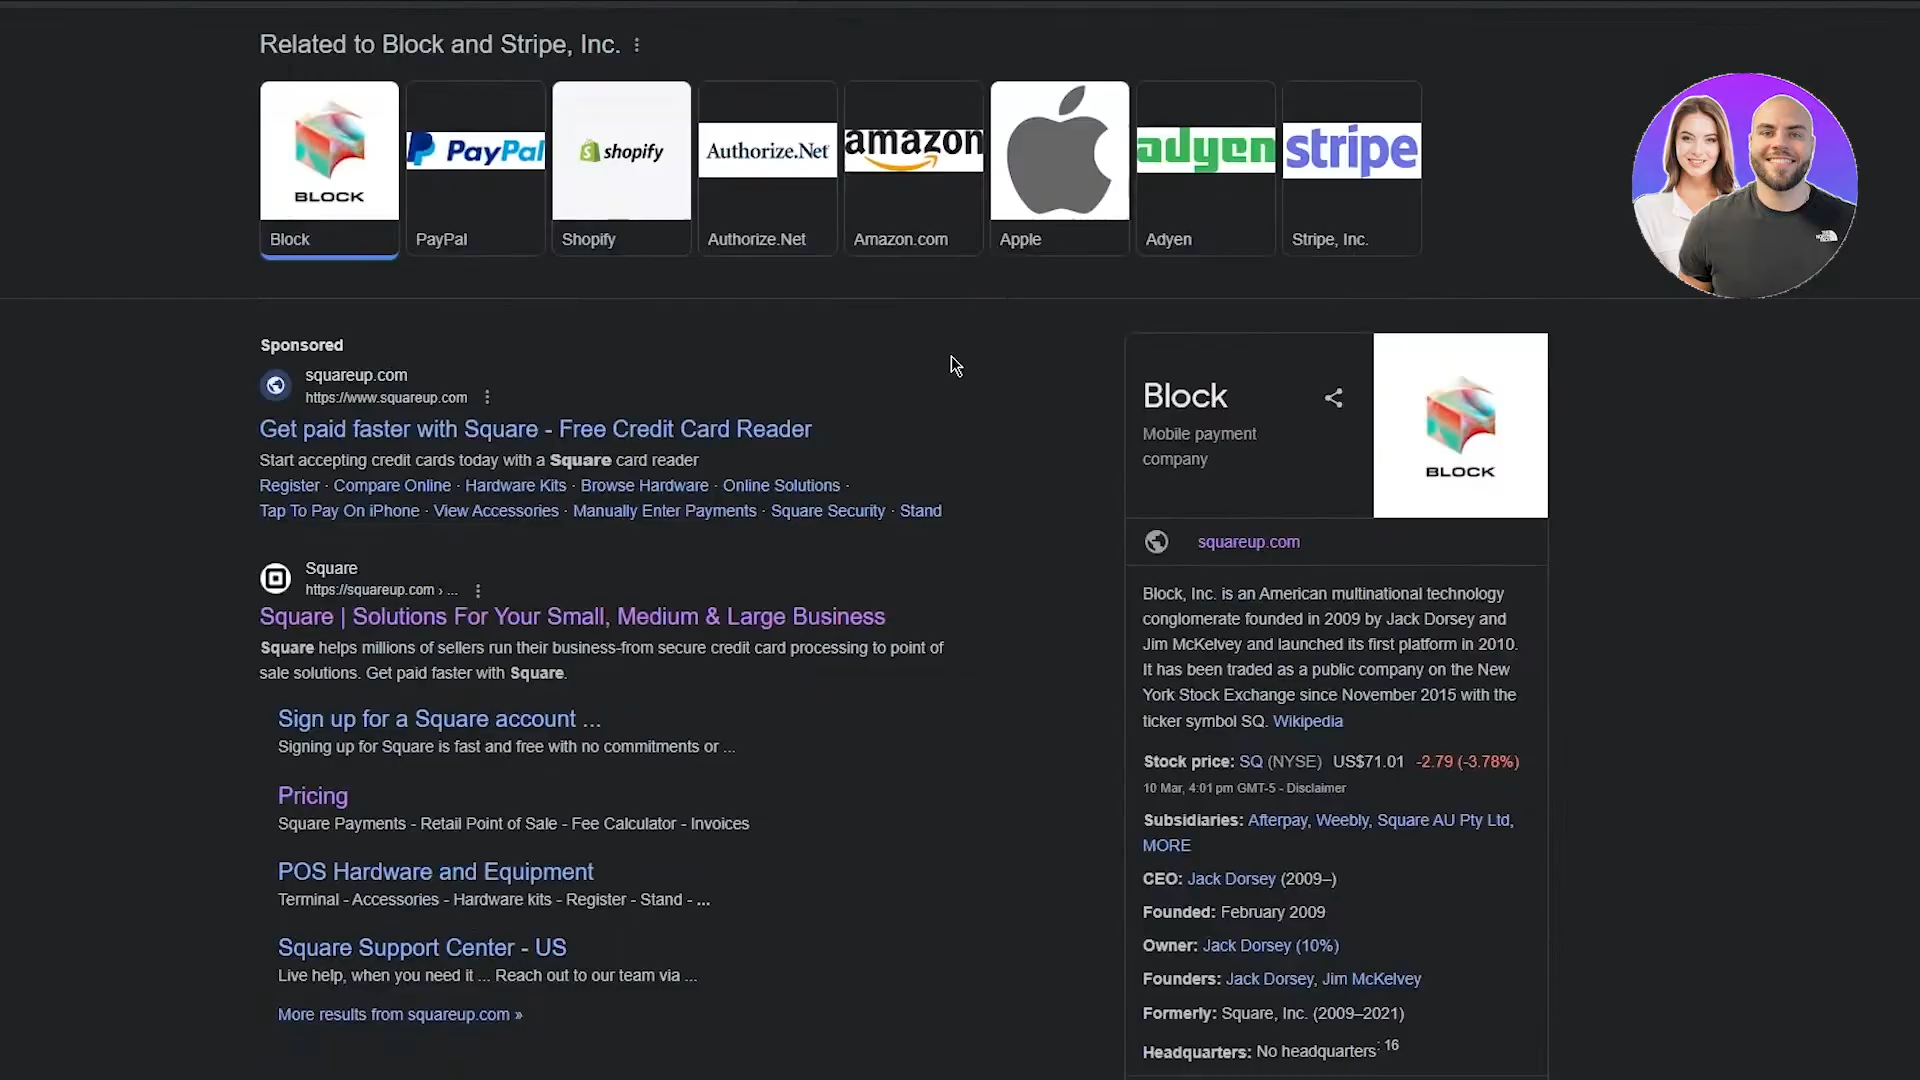 Related to Block and Stripe, Inc.
BLOCK
PayPal
shopify
Authorize.Net
amazon
adyen
stripe
Block
PayPal
Shopify
Authorize.Net
Amazon.com
Apple
Adyen
Stripe, Inc.
Sponsored
squareup.com
https://www.squareup.com
Get paid faster with Square - Free Credit Card Reader
Start accepting credit cards today with a Square card reader
Register · Compare Online · Hardware Kits · Browse Hardware · Online Solutions ·
Tap To Pay On iPhone · View Accessories · Manually Enter Payments · Square Security · Stand
Square
https://squareup.com › ...
Square | Solutions For Your Small, Medium & Large Business
Square helps millions of sellers run their business-from secure credit card processing to point of
sale solutions. Get paid faster with Square.
Sign up for a Square account ...
Signing up for Square is fast and free with no commitments or ...
Pricing
Square Payments - Retail Point of Sale - Fee Calculator - Invoices
POS Hardware and Equipment
Terminal - Accessories - Hardware kits - Register - Stand - ...
Square Support Center - US
Live help, when you need it ... Reach out to our team via ...
More results from squareup.com »
Block
Mobile payment
company
BLOCK
squareup.com
Block, Inc. is an American multinational technology
conglomerate founded in 2009 by Jack Dorsey and
Jim McKelvey and launched its first platform in 2010.
It has been traded as a public company on the New
York Stock Exchange since November 2015 with the
ticker symbol SQ. Wikipedia
Stock price: SQ (NYSE) US$71.01 -2.79 (-3.78%)
10 Mar, 4:01 pm GMT-5 - Disclaimer
Subsidiaries: Afterpay, Weebly, Square AU Pty Ltd,
MORE
CEO: Jack Dorsey (2009–)
Founded: February 2009
Owner: Jack Dorsey (10%)
Founders: Jack Dorsey, Jim McKelvey
Formerly: Square, Inc. (2009–2021)
Headquarters: No headquarters: 16